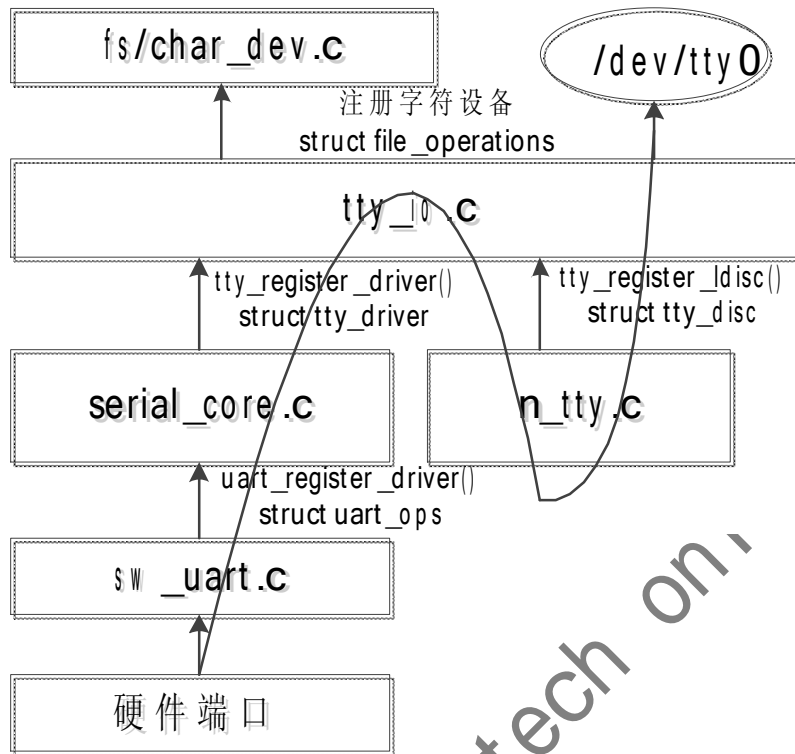 fs/char_dev.c
/dev/tty0
注册字符设备
struct file_operations
tty_io.c
tty_register_driver()
struct tty_driver
tty_register_ldisc()
struct tty_disc
serial_core.c
n_tty.c
uart_register_driver()
struct uart_ops
sw_uart.c
硬件端口